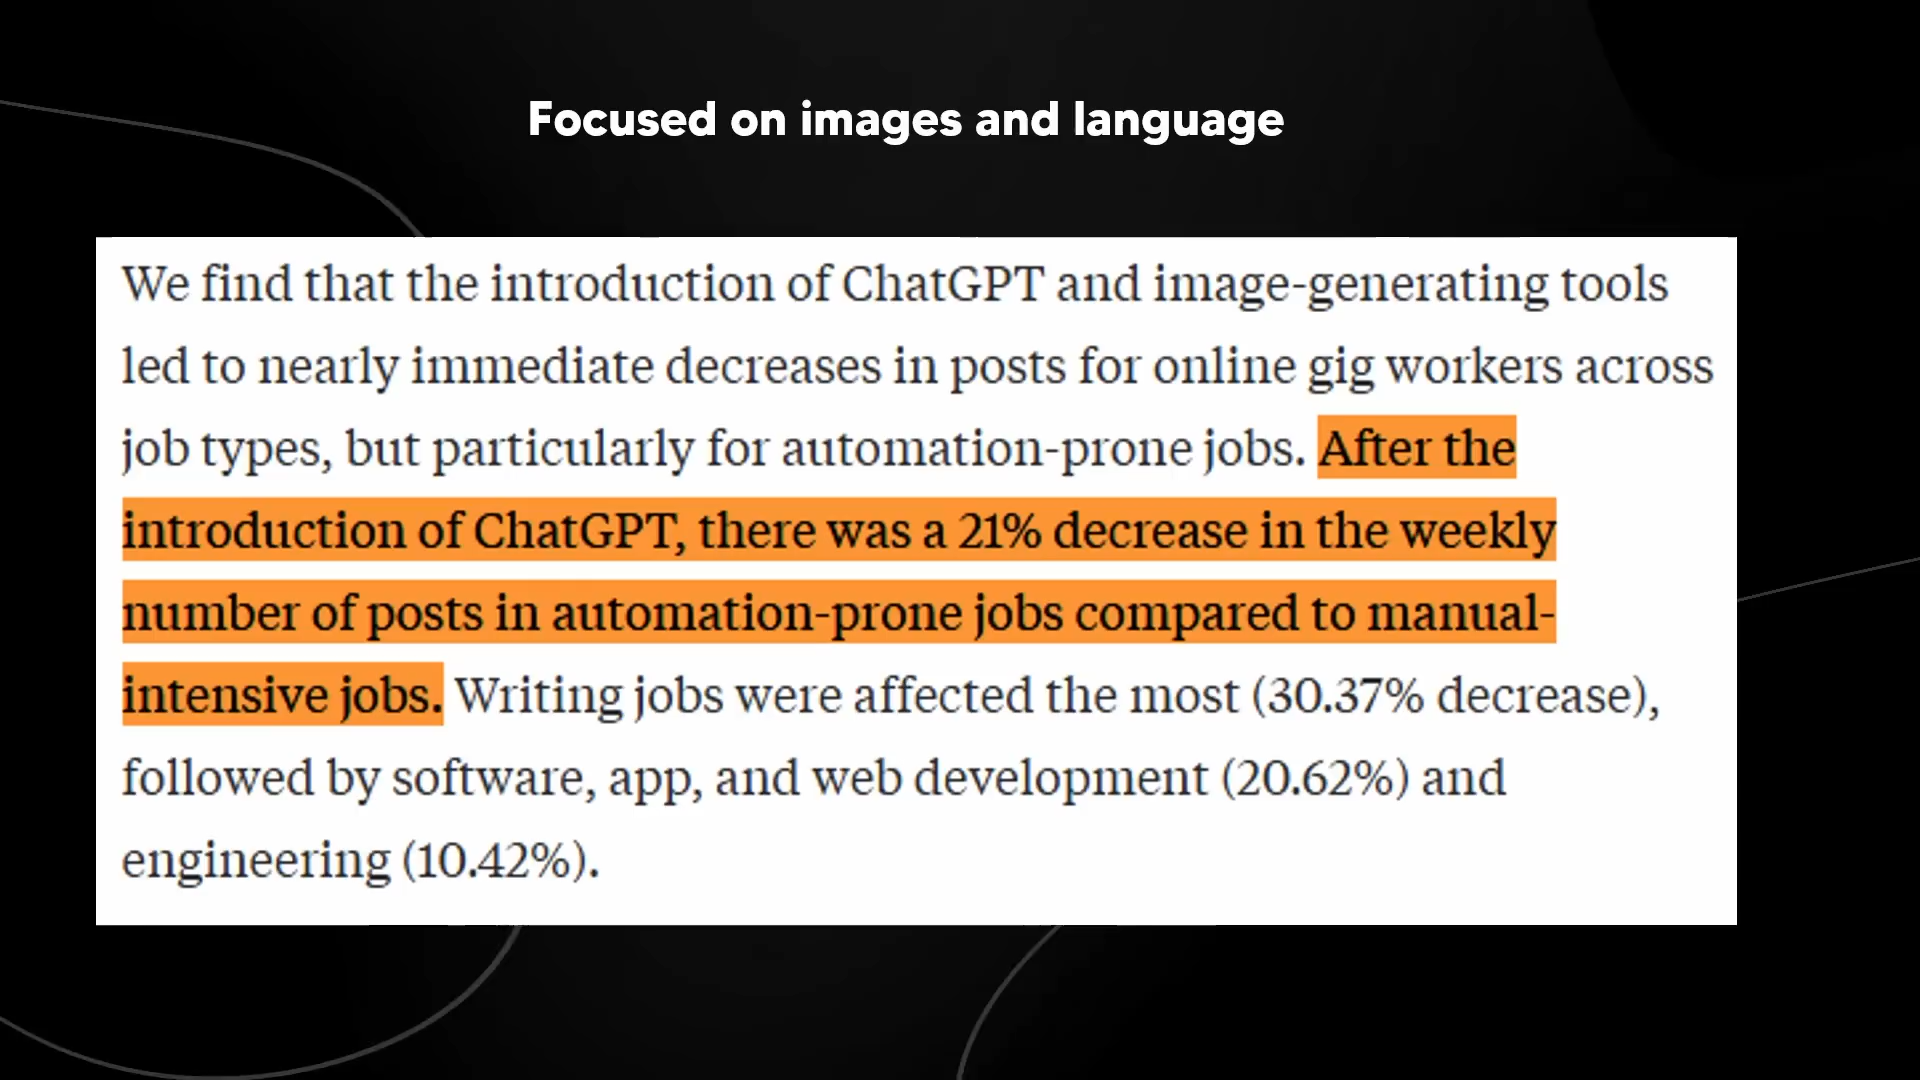 Focused on images and language
We find that the introduction of ChatGPT and image-generating tools
led to nearly immediate decreases in posts for online gig workers across
job types, but particularly for automation-prone jobs. After the
introduction of ChatGPT, there was a 21% decrease in the weekly
number of posts in automation-prone jobs compared to manual-
intensive jobs. Writing jobs were affected the most (30.37% decrease),
followed by software, app, and web development (20.62%) and
engineering (10.42%).